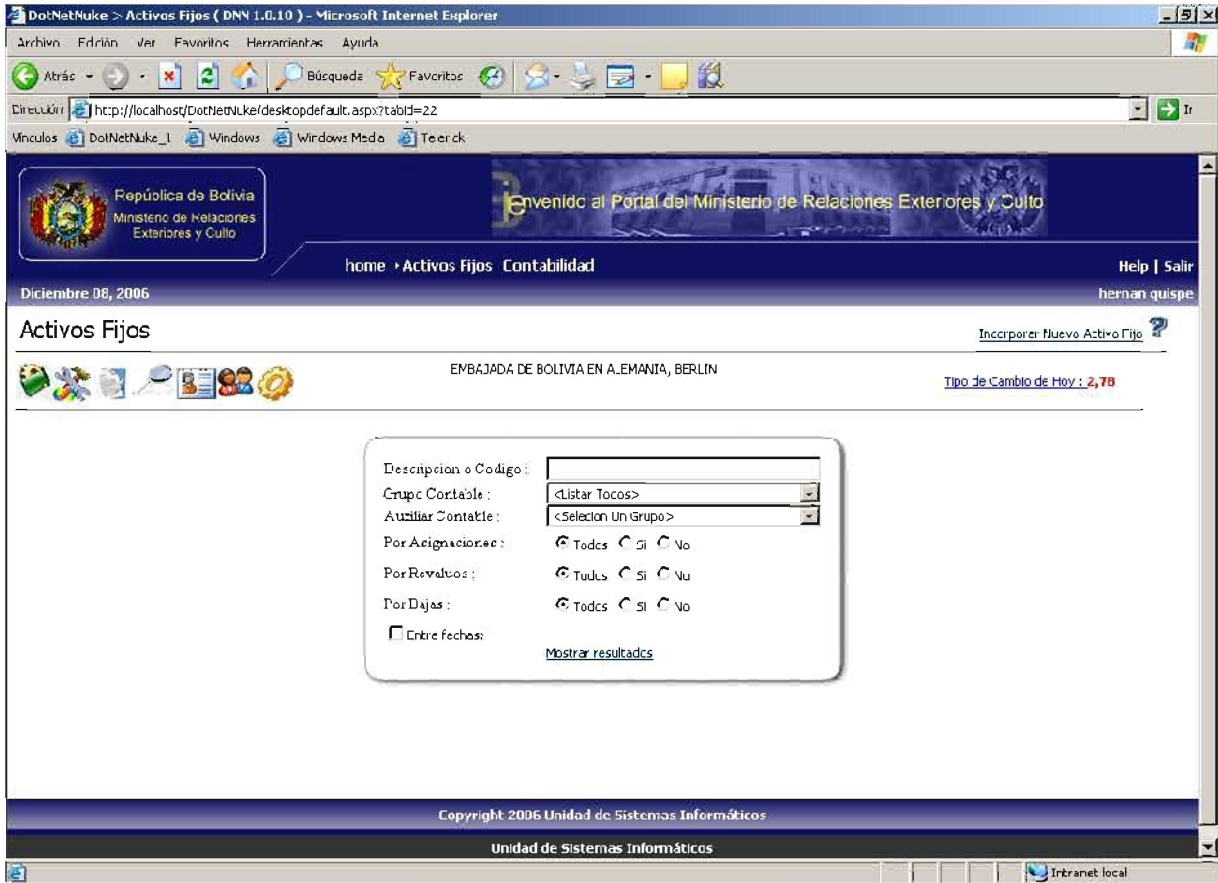 DotNetNuke > Activos Fijos ( DNN 1.0.10 ) - Microsoft Internet Explorer
Archivo Edición Ver Favoritos Herramientas Ayuda
Atrás Búsqueda Favoritos
Dirección http://localhost/DotNetNuke/desktopdefault.aspx?tabid=22 Ir
Vínculos DotNetNuke_1 Windows Windows Media
República de Bolivia
Ministerio de Relaciones
Exteriores y Culto
Bienvenido al Portal del Ministerio de Relaciones Exteriores y Culto
home Activos Fijos Contabilidad Help | Salir
Diciembre 08, 2006 hernan quispe
Activos Fijos Incorporar Nuevo Activo Fijo
EMBAJADA DE BOLIVIA EN ALEMANIA, BERLIN
Tipo de Cambio de Hoy : 2,78
Descripcion o Codigo :
Grupo Contable : <Listar Todos>
Auxiliar Contable : <Selecion Un Grupo>
Por Asignaciones : Todos Si No
Por Revaluos : Todos Si No
Por Bajas : Todos Si No
Entre fechas:
Mostrar resultados
Copyright 2006 Unidad de Sistemas Informáticos
Unidad de Sistemas Informáticos
Intranet local